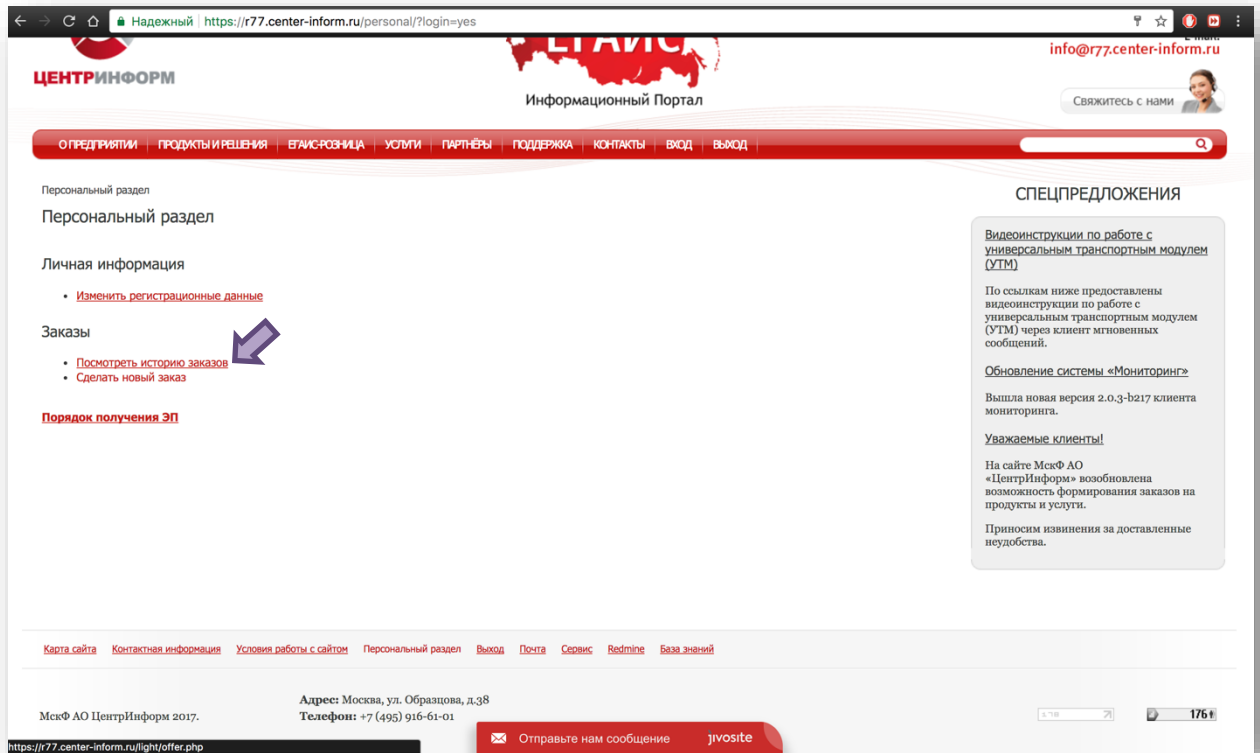 Надежный | https://r77.center-inform.ru/personal/?login=yes
ЕГАИС
E-mail:
info@r77.center-inform.ru
ЦЕНТРИНФОРМ
Информационный Портал
Свяжитесь с нами
О ПРЕДПРИЯТИИ ПРОДУКТЫ И РЕШЕНИЯ ЕГАИС-РОЗНИЦА УСЛУГИ ПАРТНЁРЫ ПОДДЕРЖКА КОНТАКТЫ ВХОД ВЫХОД
Персональный раздел
Персональный раздел
Личная информация
• Изменить регистрационные данные
Заказы
• Посмотреть историю заказов
• Сделать новый заказ
Порядок получения ЭП
СПЕЦПРЕДЛОЖЕНИЯ
Видеоинструкции по работе с
универсальным транспортным модулем
(УТМ)
По ссылкам ниже предоставлены
видеоинструкции по работе с
универсальным транспортным модулем
(УТМ) через клиент мгновенных
сообщений.
Обновление системы «Мониторинг»
Вышла новая версия 2.0.3-b217 клиента
мониторинга.
Уважаемые клиенты!
На сайте МскФ АО
«ЦентрИнформ» возобновлена
возможность формирования заказов на
продукты и услуги.
Приносим извинения за доставленные
неудобства.
Карта сайта Контактная информация Условия работы с сайтом Персональный раздел Выход Почта Сервис Redmine База знаний
МскФ АО ЦентрИнформ 2017.
Адрес: Москва, ул. Образцова, д.38
Телефон: +7 (495) 916-61-01
176
Отправьте нам сообщение jivosite
https://r77.center-inform.ru/light/offer.php